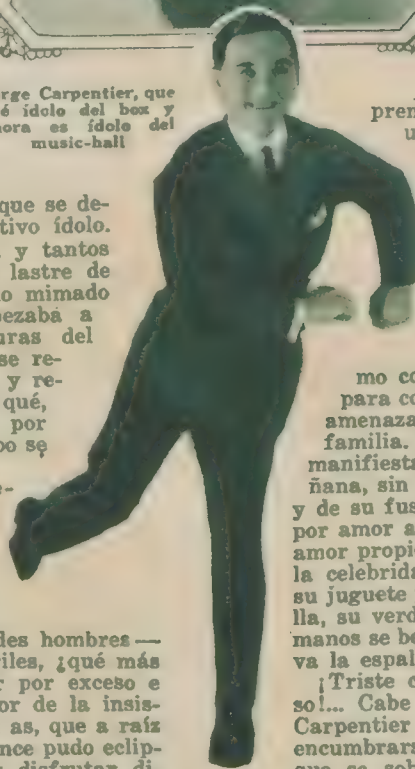 rge Carpentier, que
é ídolo del box y
hora es ídolo del
music-hall
que se de-
tivo ídolo.
y tantos
lastre de
o mimado
ezaba a
uras del
se re-
y re-
qué,
por
po se
e-
des hombres —
riles, ¿qué más
r por exceso e
or de la insis-
as, que a raíz
nce pudo eclip-
disfrutar di-
pren
u
mo co
para co
amenaza
familia.
manifiesta
ñana, sin
y de su fus
por amor a
amor propi
la celebrida
su juguete
lla, su verd
manos se be
va la espal
¡Triste c
so!... Cabe
Carpentier
encumbrar
que se sob